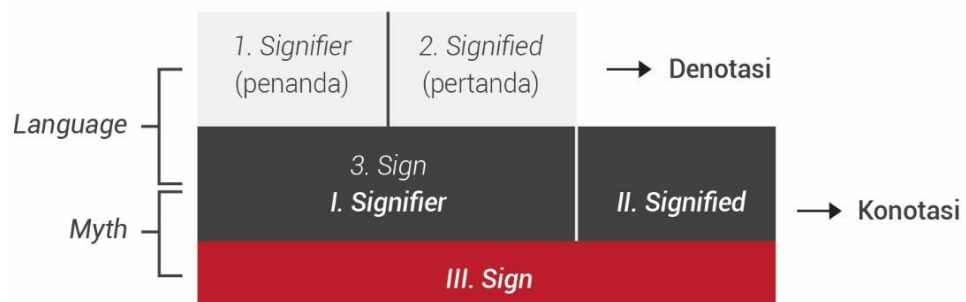 1. Signifier
(penanda)
2. Signified
(pertanda)
Denotasi
Language
3. Sign
I. Signifier
II. Signified
Konotasi
Myth
III. Sign